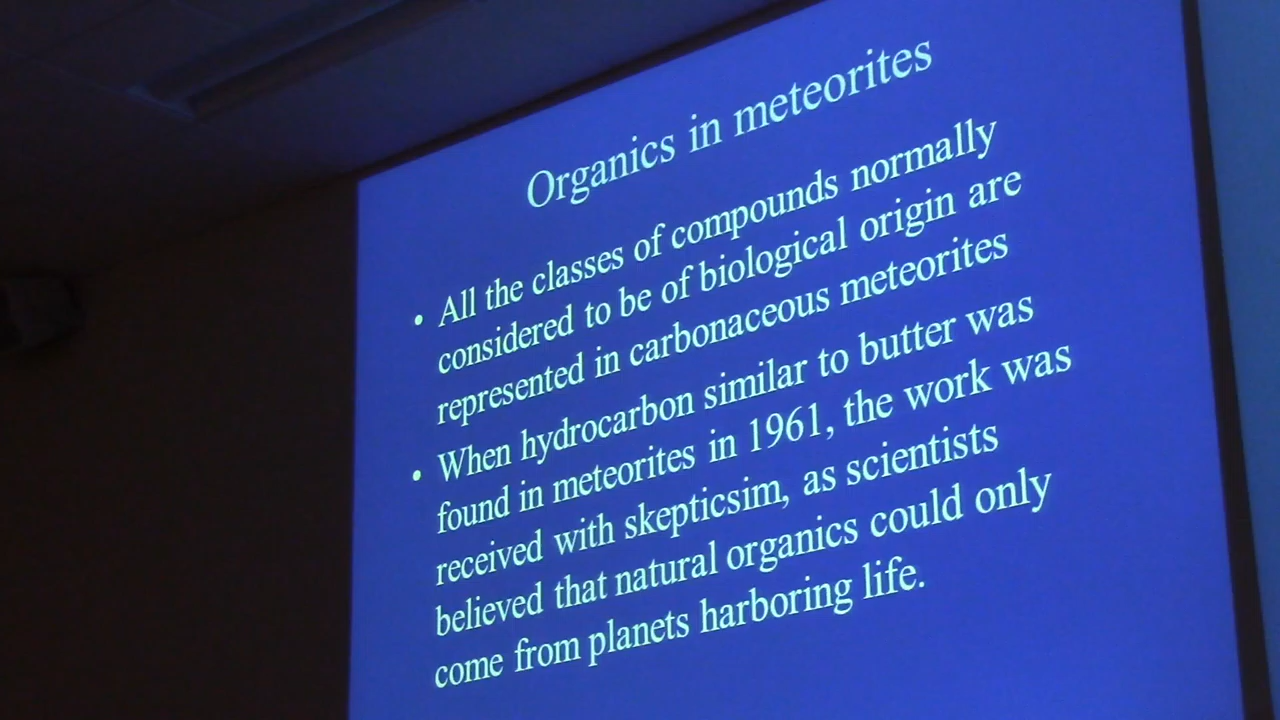 Organics in meteorites
• All the classes of compounds normally
considered to be of biological origin are
represented in carbonaceous meteorites
• When hydrocarbon similar to butter was
found in meteorites in 1961, the work was
received with skepticsim, as scientists
believed that natural organics could only
come from planets harboring life.